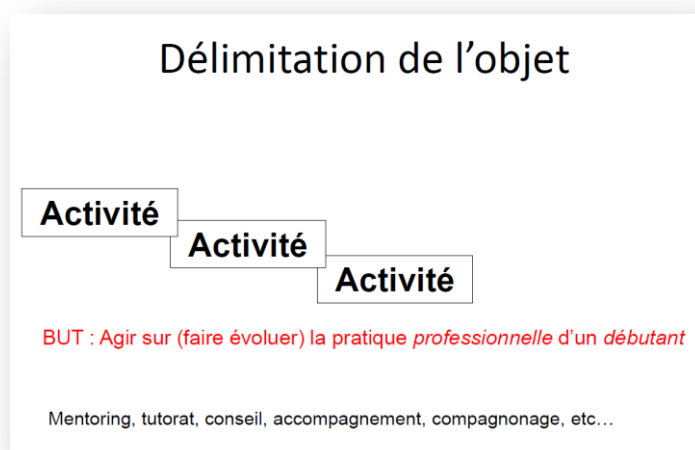 Délimitation de l’objet
Activité
Activité
Activité
BUT : Agir sur (faire évoluer) la pratique professionnelle d’un débutant
Mentoring, tutorat, conseil, accompagnement, compagnonage, etc…